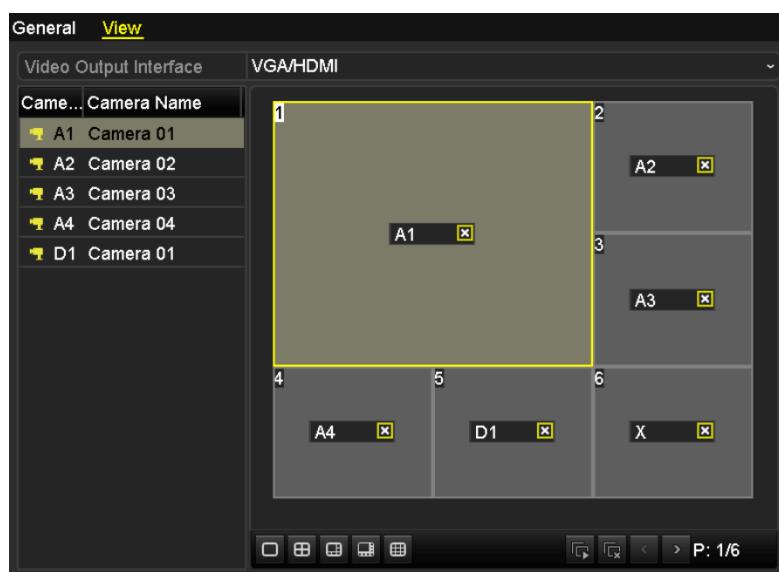 General View
Video Output Interface VGA/HDMI
Came... Camera Name
A1 Camera 01
A2 Camera 02
A3 Camera 03
A4 Camera 04
D1 Camera 01
1
A1
2
A2
3
A3
4
A4
5
D1
6
X
P: 1/6